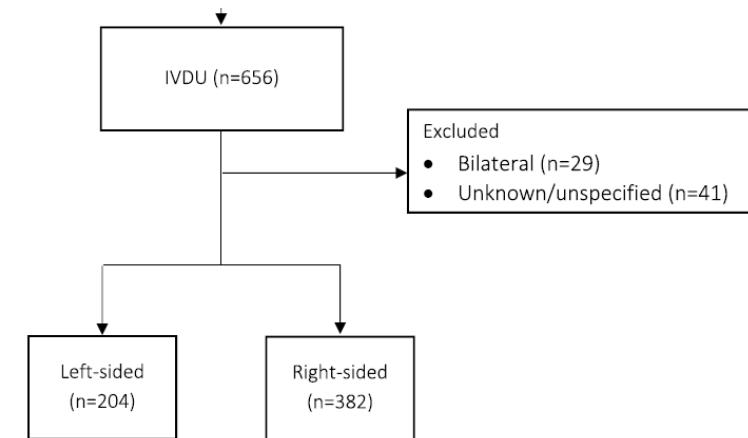 IVDU (n=656)
Excluded
• Bilateral (n=29)
• Unknown/unspecified (n=41)
Left-sided
(n=204)
Right-sided
(n=382)